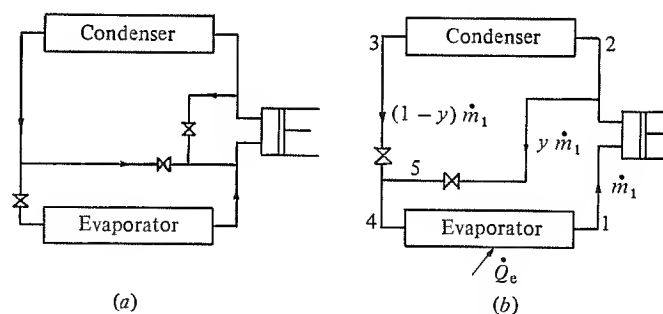 Condenser
Evaporator
(a)
3
Condenser
2
(1 − y) ṁ₁
y ṁ₁
5
ṁ₁
4
Evaporator
1
Q̇ₑ
(b)